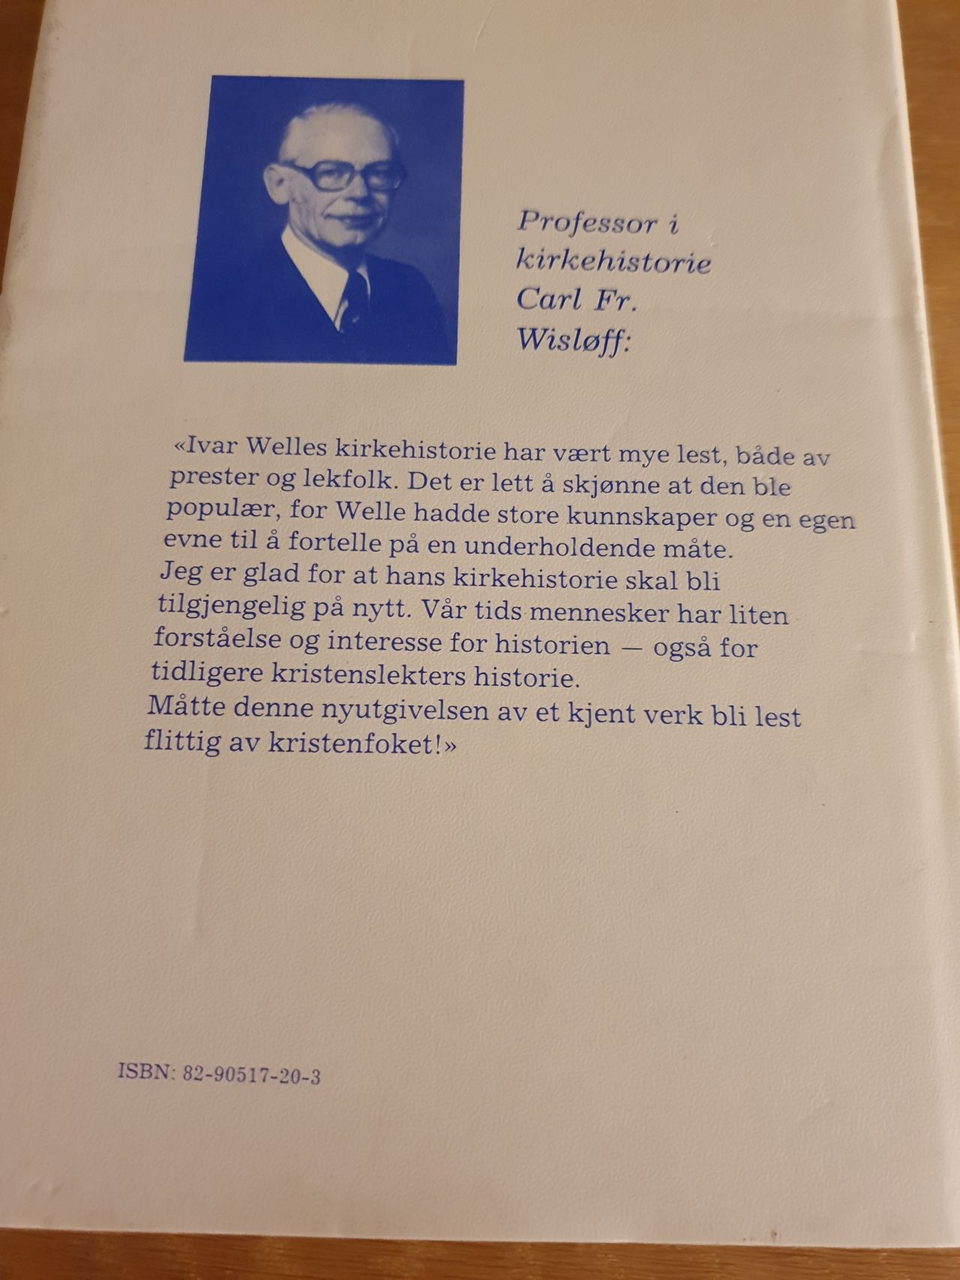 Professor i
kirkehistorie
Carl Fr.
Wisløff:
«Ivar Welles kirkehistorie har vært mye lest, både av
prester og lekfolk. Det er lett å skjønne at den ble
populær, for Welle hadde store kunnskaper og en egen
evne til å fortelle på en underholdende måte.
Jeg er glad for at hans kirkehistorie skal bli
tilgjengelig på nytt. Vår tids mennesker har liten
forståelse og interesse for historien — også for
tidligere kristenslekters historie.
Måtte denne nyutgivelsen av et kjent verk bli lest
flittig av kristenfoket!»
ISBN: 82-90517-20-3